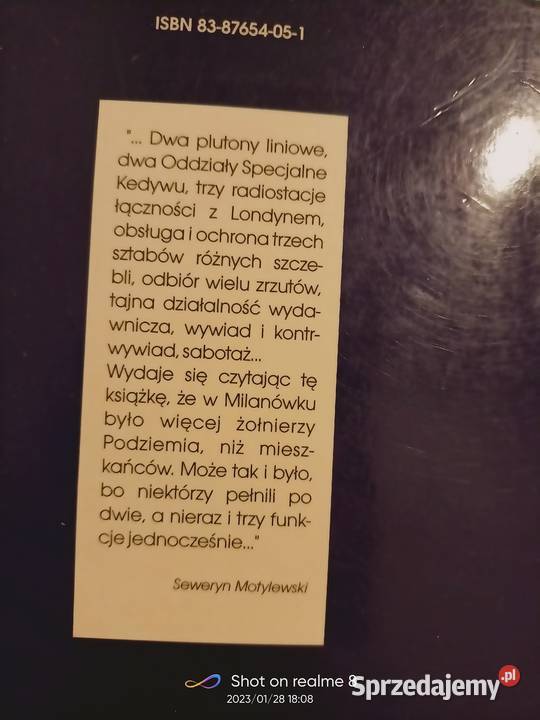 ISBN 83-87654-05-1
"... Dwa plutony liniowe,
dwa Oddziały Specjalne
Kedywu, trzy radiostacje
łączności z Londynem,
obsługa i ochrona trzech
sztabów różnych szcze-
bli, odbiór wielu zrzutów,
tajna działalność wyda-
wnicza, wywiad i kontr-
wywiad, sabotaż...
Wydaje się czytając tę
książkę, że w Milanówku
było więcej żołnierzy
Podziemia, niż miesz-
kańców. Może tak i było,
bo niektórzy pełnili po
dwie, a nieraz i trzy funk-
cje jednocześnie..."
Seweryn Motylewski
Shot on realme 8
2023/01/28 18:08
Sprzedajemy.pl